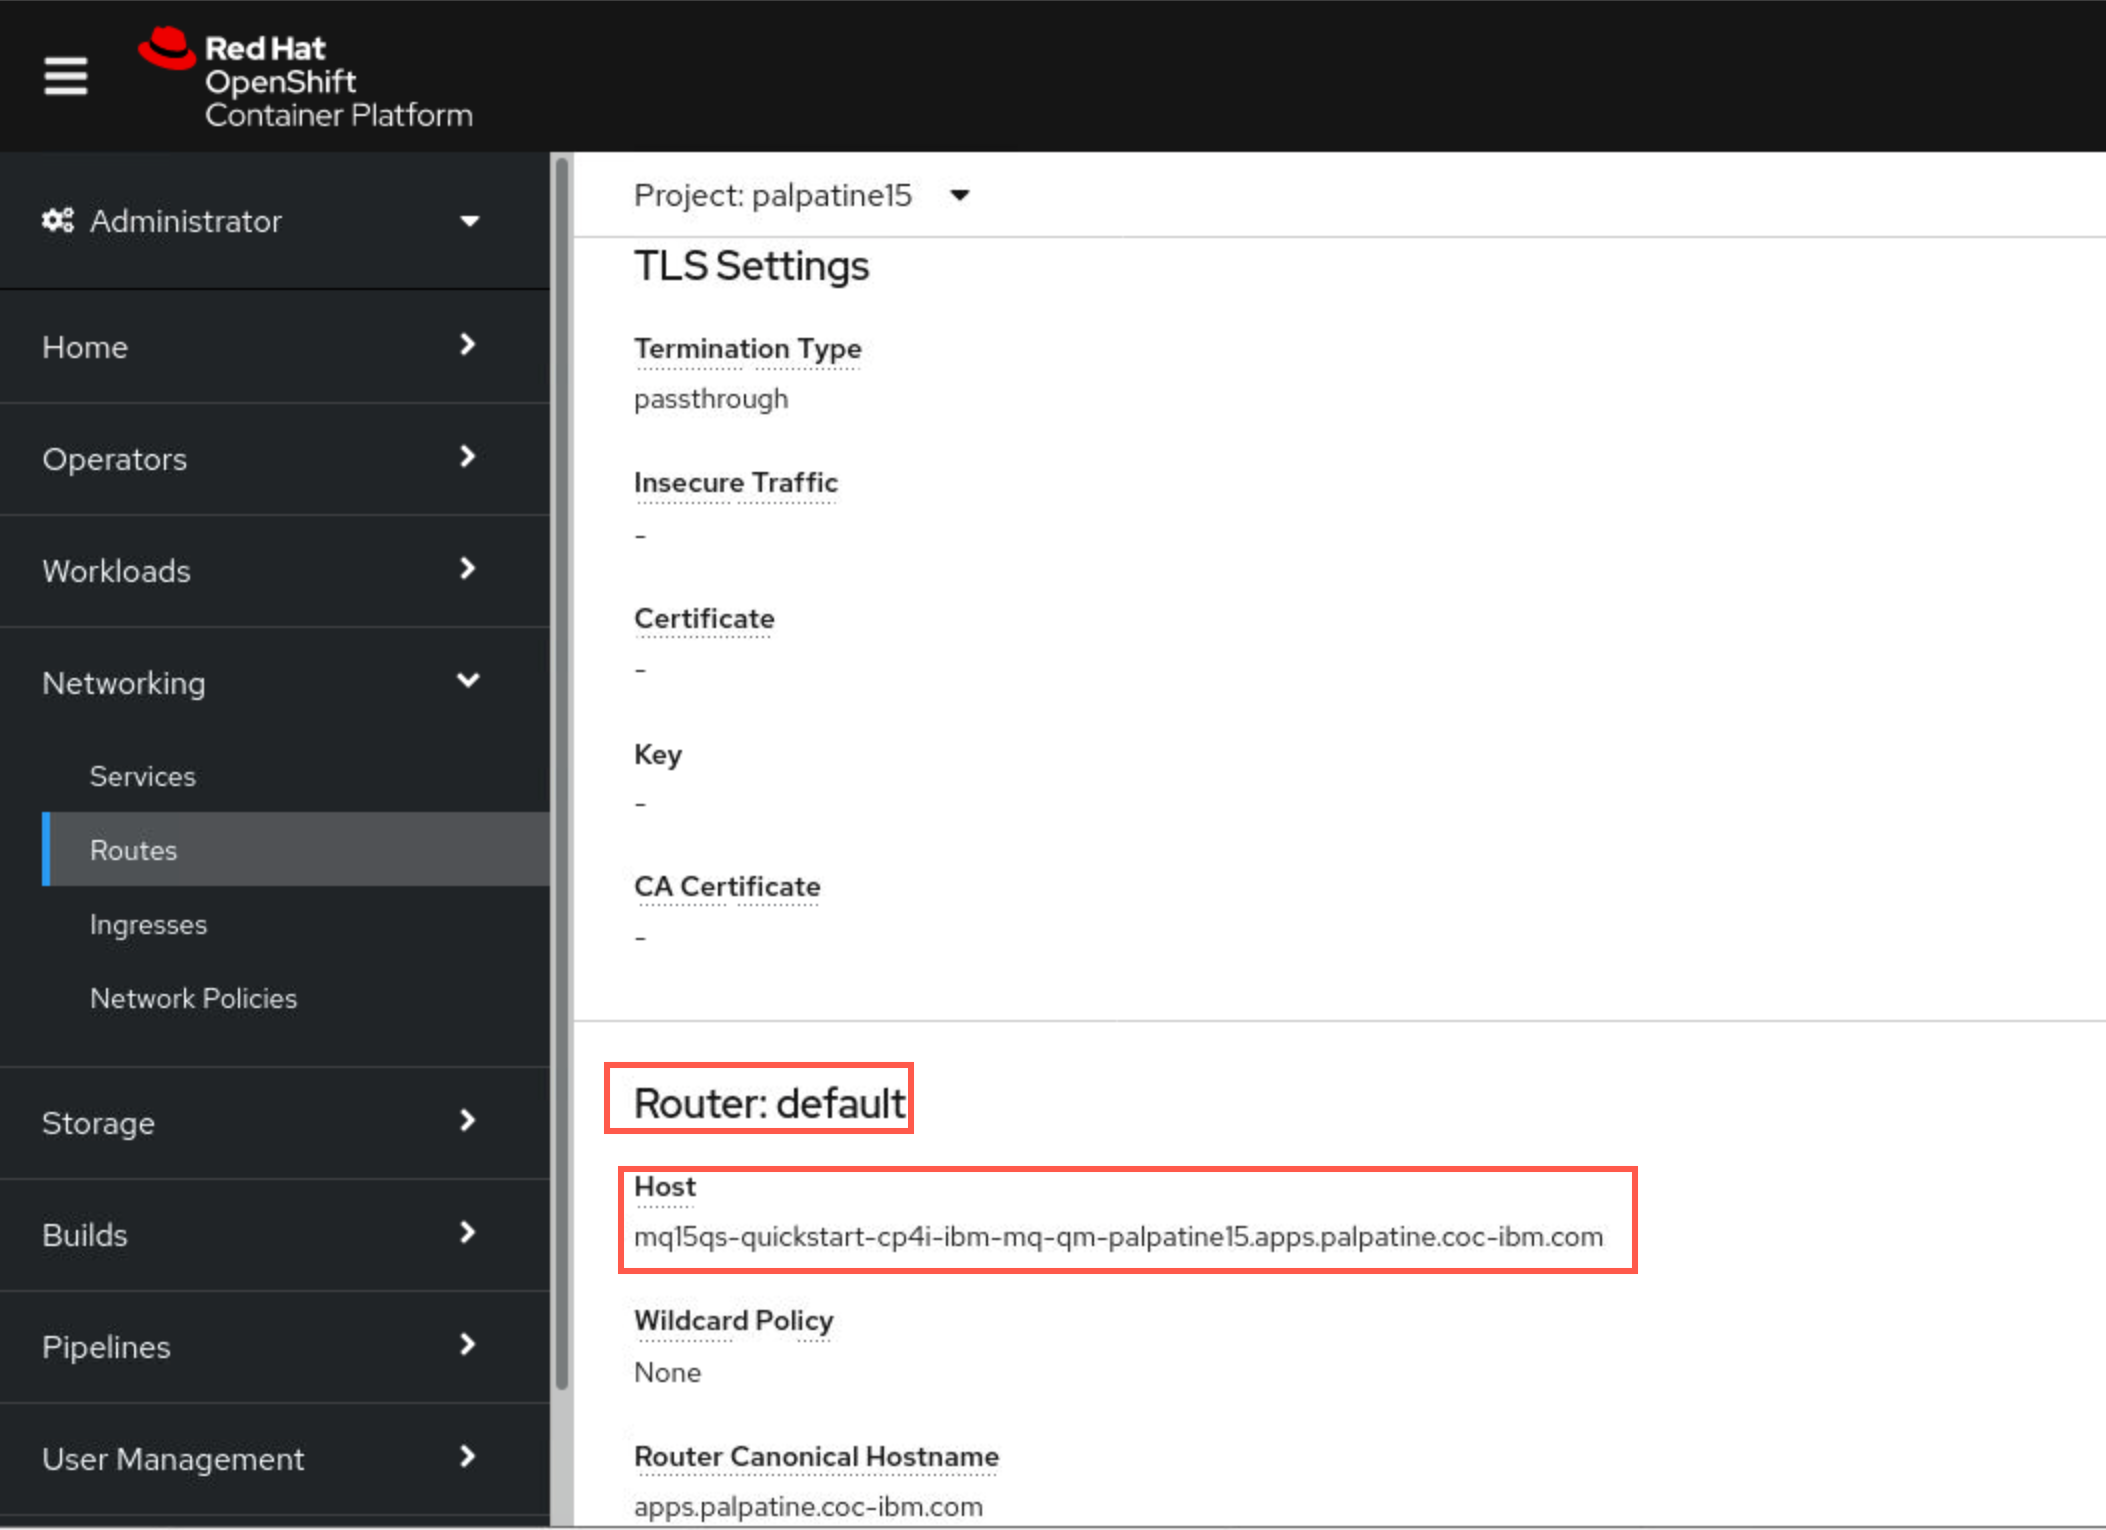 Red Hat
OpenShift
Container Platform
Administrator
Home
Operators
Workloads
Networking
Services
Routes
Ingresses
Network Policies
Storage
Builds
Pipelines
User Management
Project: palpatine15
TLS Settings
Termination Type
passthrough
Insecure Traffic
-
Certificate
-
Key
-
CA Certificate
-
Router: default
Host
mq15qs-quickstart-cp4i-ibm-mq-qm-palpatine15.apps.palpatine.coc-ibm.com
Wildcard Policy
None
Router Canonical Hostname
apps.palpatine.coc-ibm.com